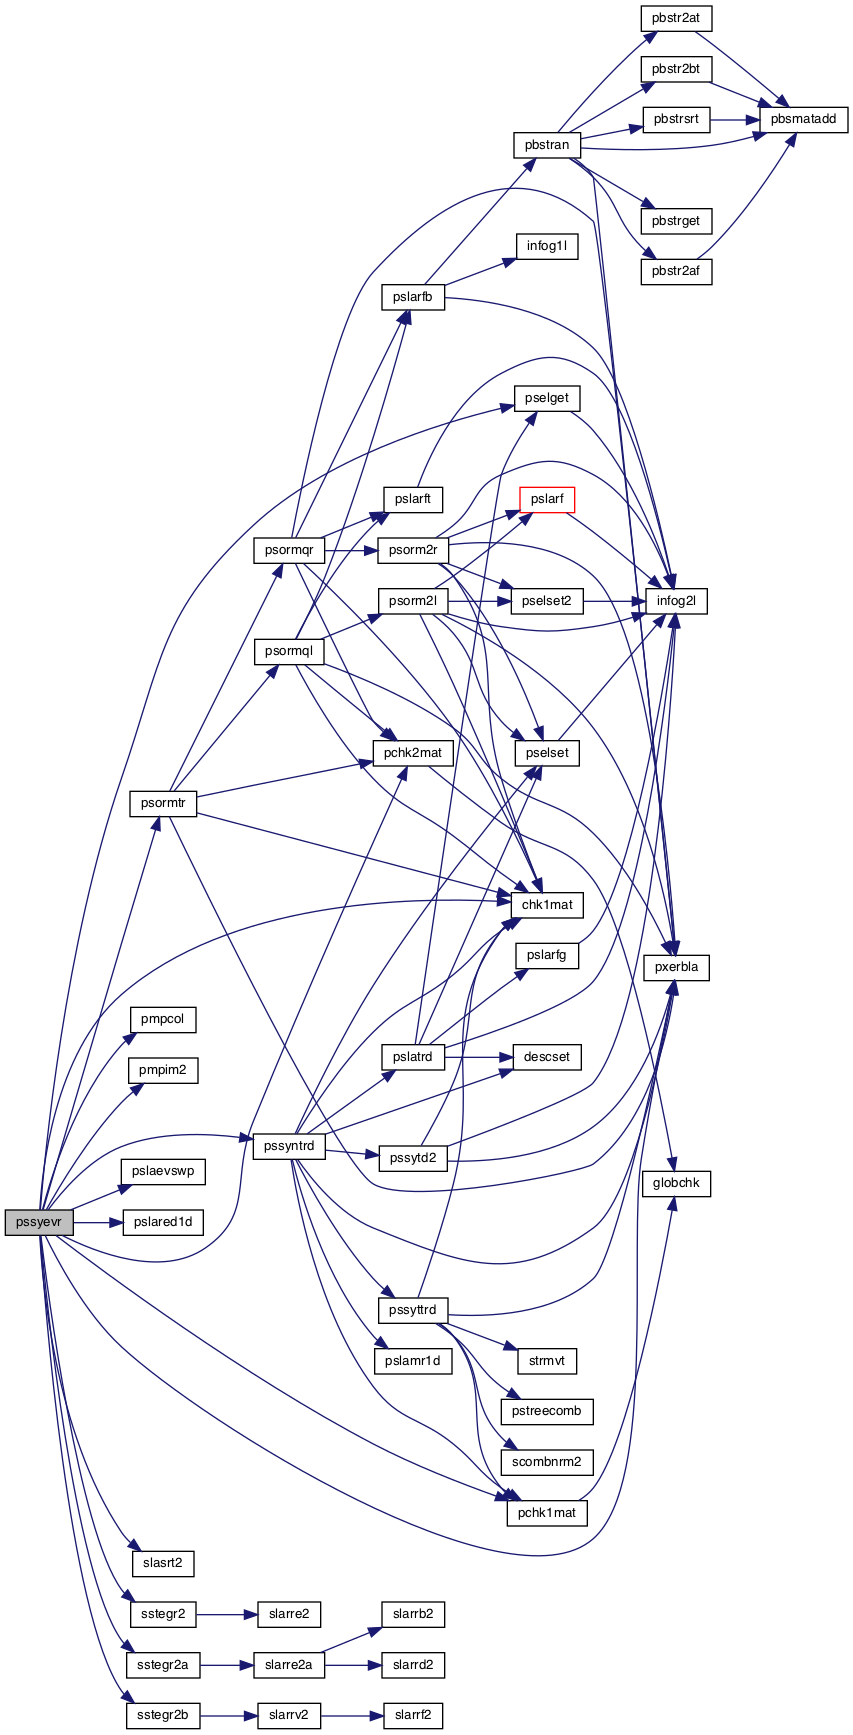 pbstr2at
pbstr2bt
pbstrsrt
pbsmatadd
pbstran
pbstrget
infog1l
pbstr2af
pslarfb
pselget
pslarft
pslarf
psormqr
psorm2r
psorm2l
pselset2
infog2l
psormql
pchk2mat
pselset
psormtr
chk1mat
pslarfg
pxerbla
pmpcol
pslatrd
descset
pmpim2
pssyntrd
pssytd2
pslaevswp
globchk
pssyevr
pslared1d
pssyttrd
pslamr1d
strmvt
pstreecomb
scombnrm2
pchk1mat
slasrt2
sstegr2
slarre2
slarrb2
sstegr2a
slarre2a
slarrd2
sstegr2b
slarrv2
slarrf2